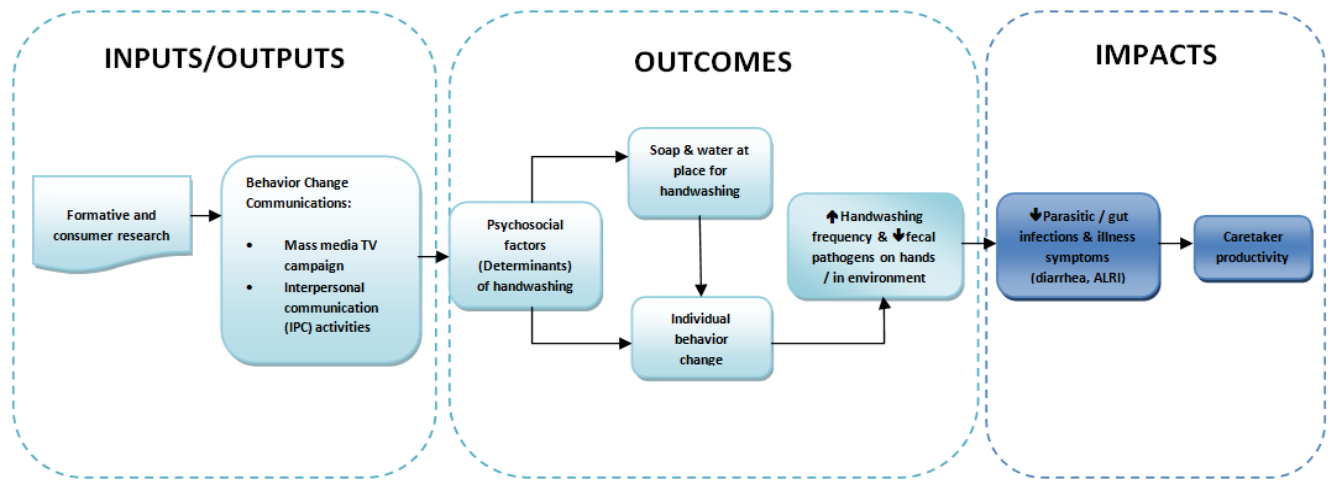 INPUTS/OUTPUTS
Formative and
consumer research
Behavior Change
Communications:
• Mass media TV
campaign
• Interpersonal
communication
(IPC) activities
OUTCOMES
Psychosocial
factors
(Determinants)
of handwashing
Soap & water at
place for
handwashing
Individual
behavior
change
↑Handwashing
frequency & ↓fecal
pathogens on hands
/ in environment
IMPACTS
↓Parasitic / gut
infections & illness
symptoms
(diarrhea, ALRI)
Caretaker
productivity